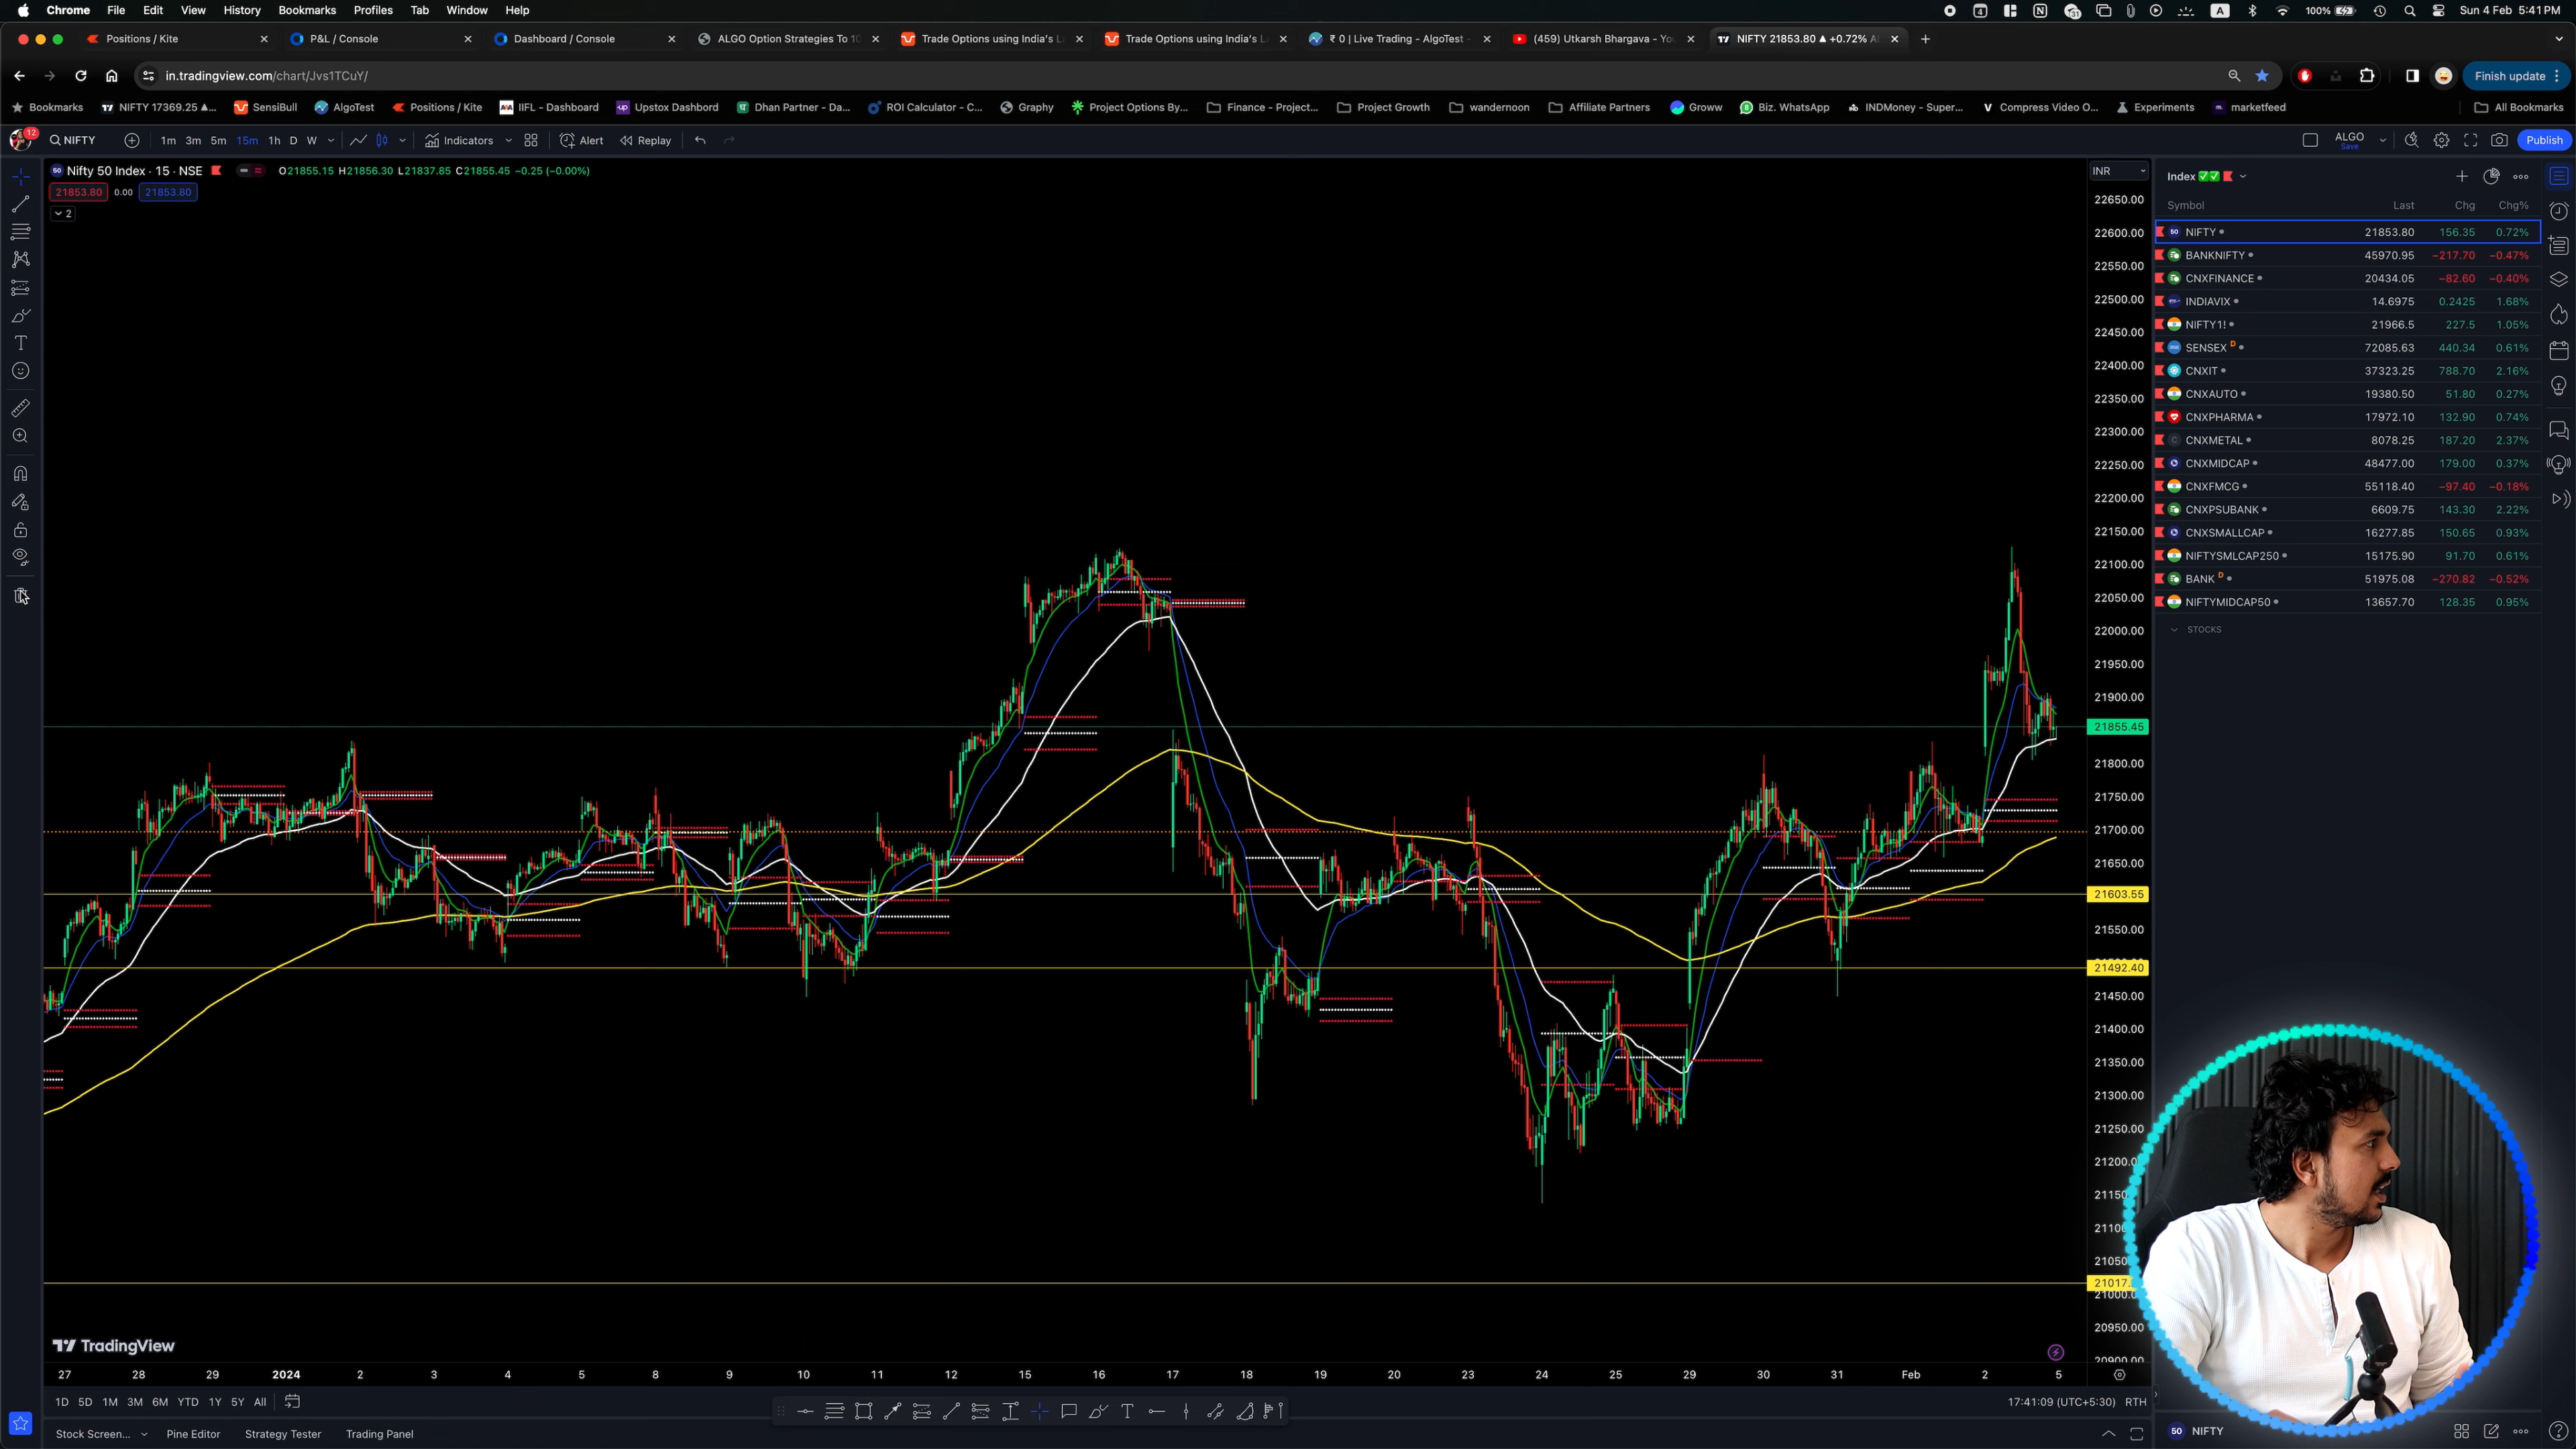 Chrome File Edit View History Bookmarks Profiles Tab Window Help
4 31 A 100% Sun 4 Feb 5:41 PM
Positions / Kite
P&L / Console
Dashboard / Console
ALGO Option Strategies To 10
Trade Options using India's L
Trade Options using India's L
₹ 0 | Live Trading - AlgoTest -
(459) Utkarsh Bhargava - Yo
NIFTY 21853.80 ▲ +0.72% Al
in.tradingview.com/chart/Jvs1TCuY/
Finish update
Bookmarks
NIFTY 17369.25 ▲...
SensiBull
AlgoTest
Positions / Kite
IIFL - Dashboard
Upstox Dashbord
Dhan Partner - Da...
ROI Calculator - C...
Graphy
Project Options By...
Finance - Project...
Project Growth
wandernoon
Affiliate Partners
Groww
Biz. WhatsApp
INDMoney - Super...
Compress Video O...
Experiments
marketfeed
All Bookmarks
12 NIFTY 1m 3m 5m 15m 1h D W Indicators Alert Replay
ALGO
Save
Publish
50 Nifty 50 Index · 15 · NSE O21855.15 H21856.30 L21837.85 C21855.45 −0.25 (−0.00%)
21853.80 0.00 21853.80
2
INR
22650.00
22600.00
22550.00
22500.00
22450.00
22400.00
22350.00
22300.00
22250.00
22200.00
22150.00
22100.00
22050.00
22000.00
21950.00
21900.00
21855.45
21800.00
21750.00
21700.00
21650.00
21603.55
21550.00
21492.40
21450.00
21400.00
21350.00
21300.00
21250.00
21200.
21150
2110
2105
21017.
21000
20950.00
20900.00
Index
Symbol Last Chg Chg%
NIFTY 21853.80 156.35 0.72%
BANKNIFTY 45970.95 −217.70 −0.47%
CNXFINANCE 20434.05 −82.60 −0.40%
INDIAVIX 14.6975 0.2425 1.68%
NIFTY1! 21966.5 227.5 1.05%
SENSEX D 72085.63 440.34 0.61%
CNXIT 37323.25 788.70 2.16%
CNXAUTO 19380.50 51.80 0.27%
CNXPHARMA 17972.10 132.90 0.74%
CNXMETAL 8078.25 187.20 2.37%
CNXMIDCAP 48477.00 179.00 0.37%
CNXFMCG 55118.40 −97.40 −0.18%
CNXPSUBANK 6609.75 143.30 2.22%
CNXSMALLCAP 16277.85 150.65 0.93%
NIFTYSMLCAP250 15175.90 91.70 0.61%
BANK D 51975.08 −270.82 −0.52%
NIFTYMIDCAP50 13657.70 128.35 0.95%
STOCKS
TradingView
27 28 29 2024 2 3 4 5 8 9 10 11 12 15 16 17 18 19 20 23 24 25 29 30 31 Feb 2 5
1D 5D 1M 3M 6M YTD 1Y 5Y All
17:41:09 (UTC+5:30) RTH
Stock Screen... Pine Editor Strategy Tester Trading Panel
50 NIFTY